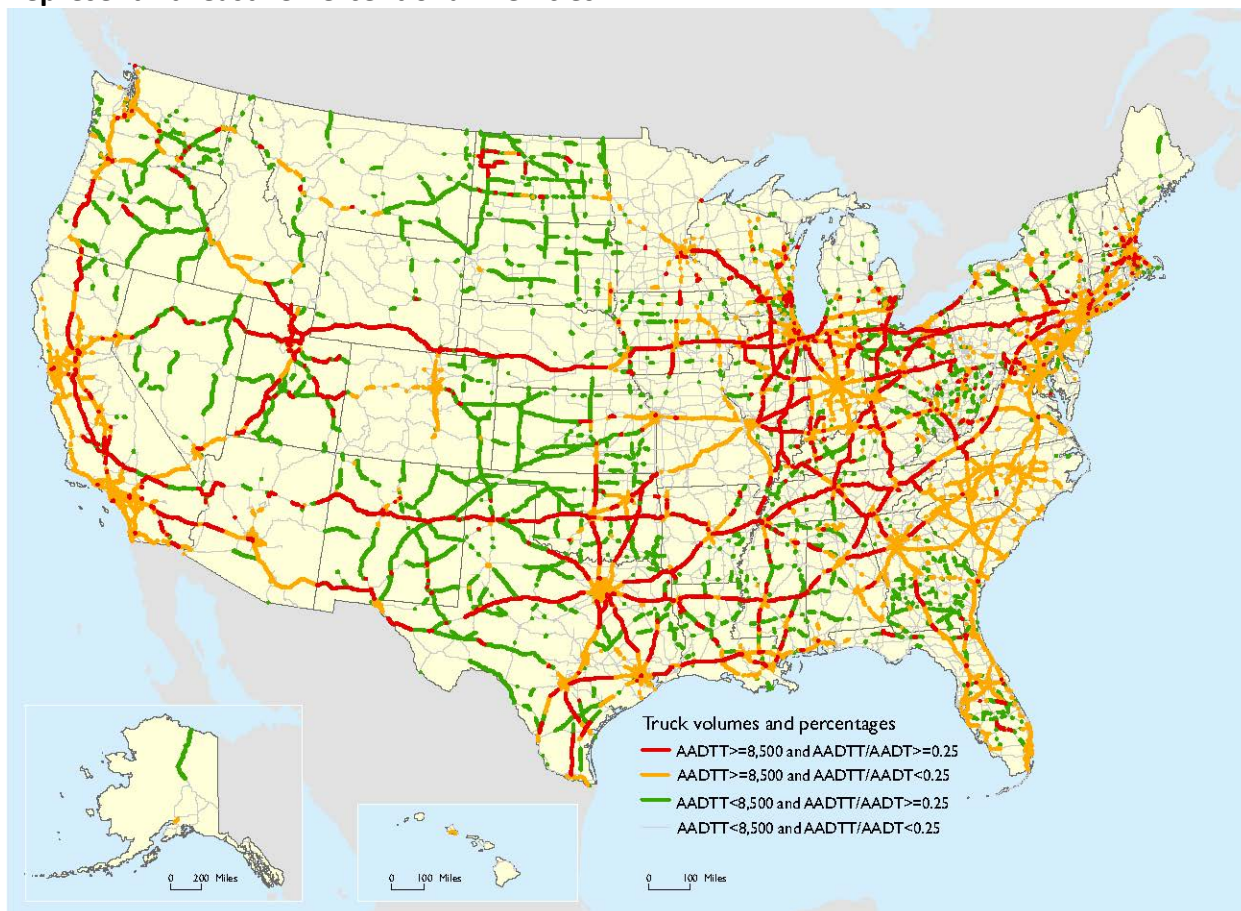 Truck volumes and percentages
AADTT>=8,500 and AADTT/AADT>=0.25
AADTT>=8,500 and AADTT/AADT<0.25
AADTT<8,500 and AADTT/AADT>=0.25
AADTT<8,500 and AADTT/AADT<0.25
0 200 Miles
0 100 Miles
0 100 Miles